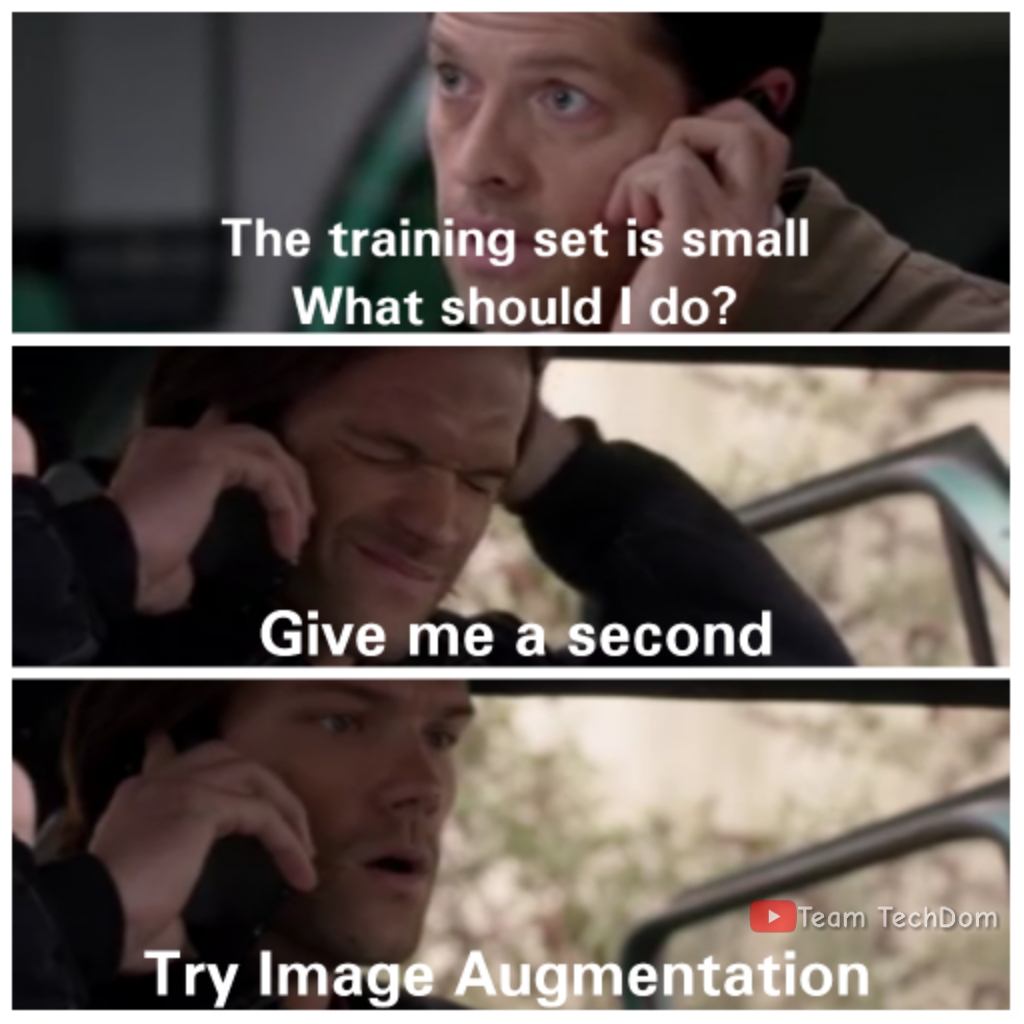 The training set is small
What should I do?
Give me a second
Team TechDom
Try Image Augmentation